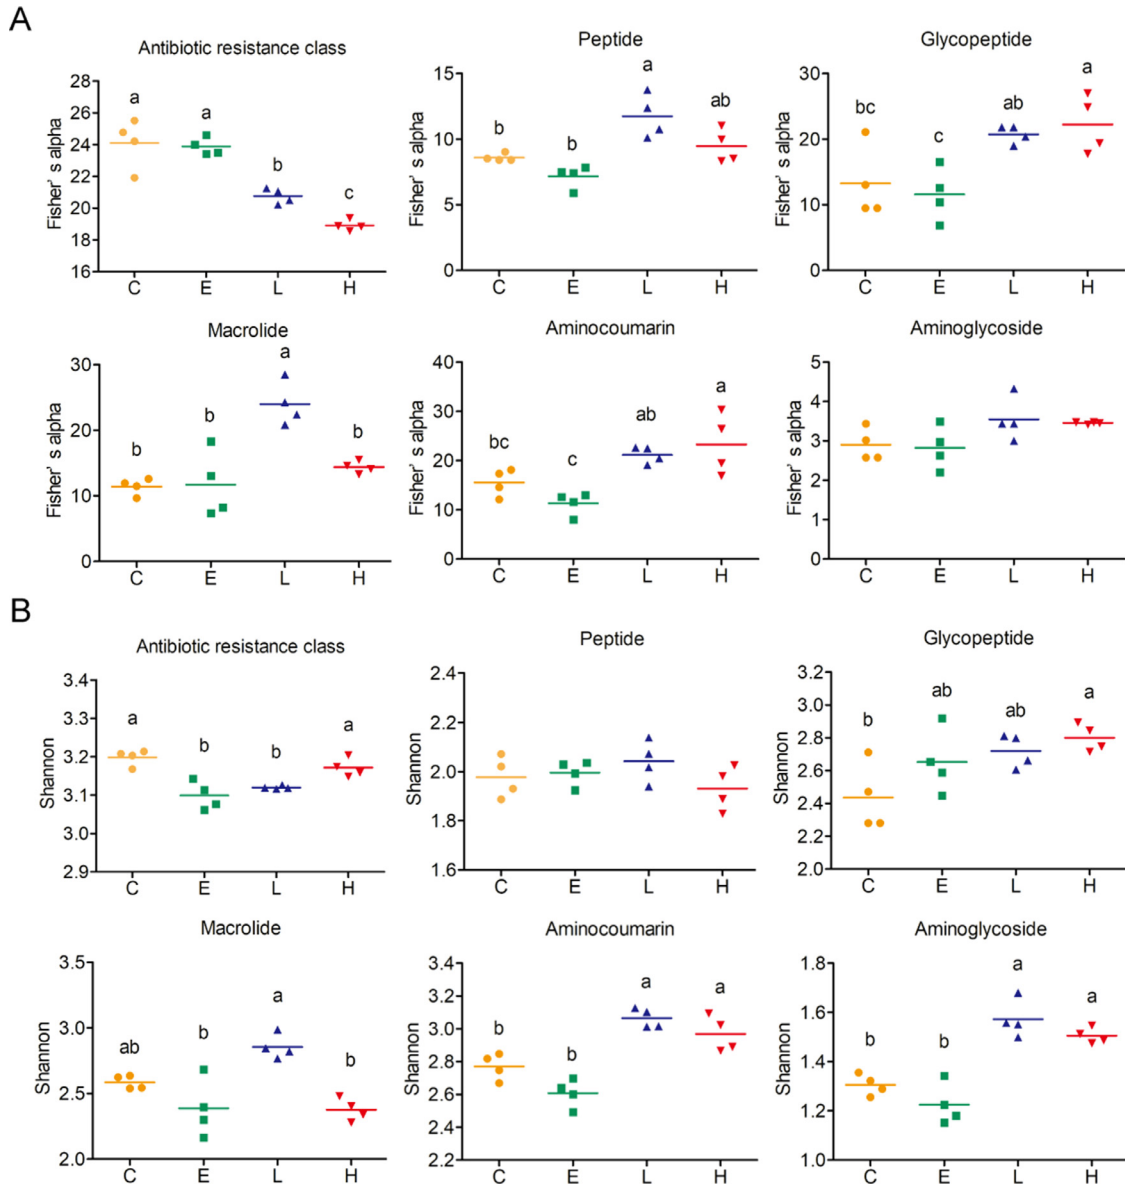 A
Antibiotic resistance class
Fisher' s alpha
28
26
24
22
20
18
16
a
a
b
c
C E L H
Peptide
Fisher' s alpha
15
10
5
0
b
b
a
ab
C E L H
Glycopeptide
Fisher' s alpha
30
20
10
0
bc
c
ab
a
C E L H
Macrolide
Fisher' s alpha
30
20
10
0
b
b
a
b
C E L H
Aminocoumarin
Fisher' s alpha
40
30
20
10
0
bc
c
ab
a
C E L H
Aminoglycoside
Fisher' s alpha
5
4
3
2
1
0
C E L H
B
Antibiotic resistance class
Shannon
3.4
3.3
3.2
3.1
3.0
2.9
a
b
b
a
C E L H
Peptide
Shannon
2.4
2.2
2.0
1.8
1.6
C E L H
Glycopeptide
Shannon
3.2
3.0
2.8
2.6
2.4
2.2
2.0
b
ab
ab
a
C E L H
Macrolide
Shannon
3.5
3.0
2.5
2.0
ab
b
a
b
C E L H
Aminocoumarin
Shannon
3.4
3.2
3.0
2.8
2.6
2.4
2.2
b
b
a
a
C E L H
Aminoglycoside
Shannon
1.8
1.6
1.4
1.2
1.0
b
b
a
a
C E L H